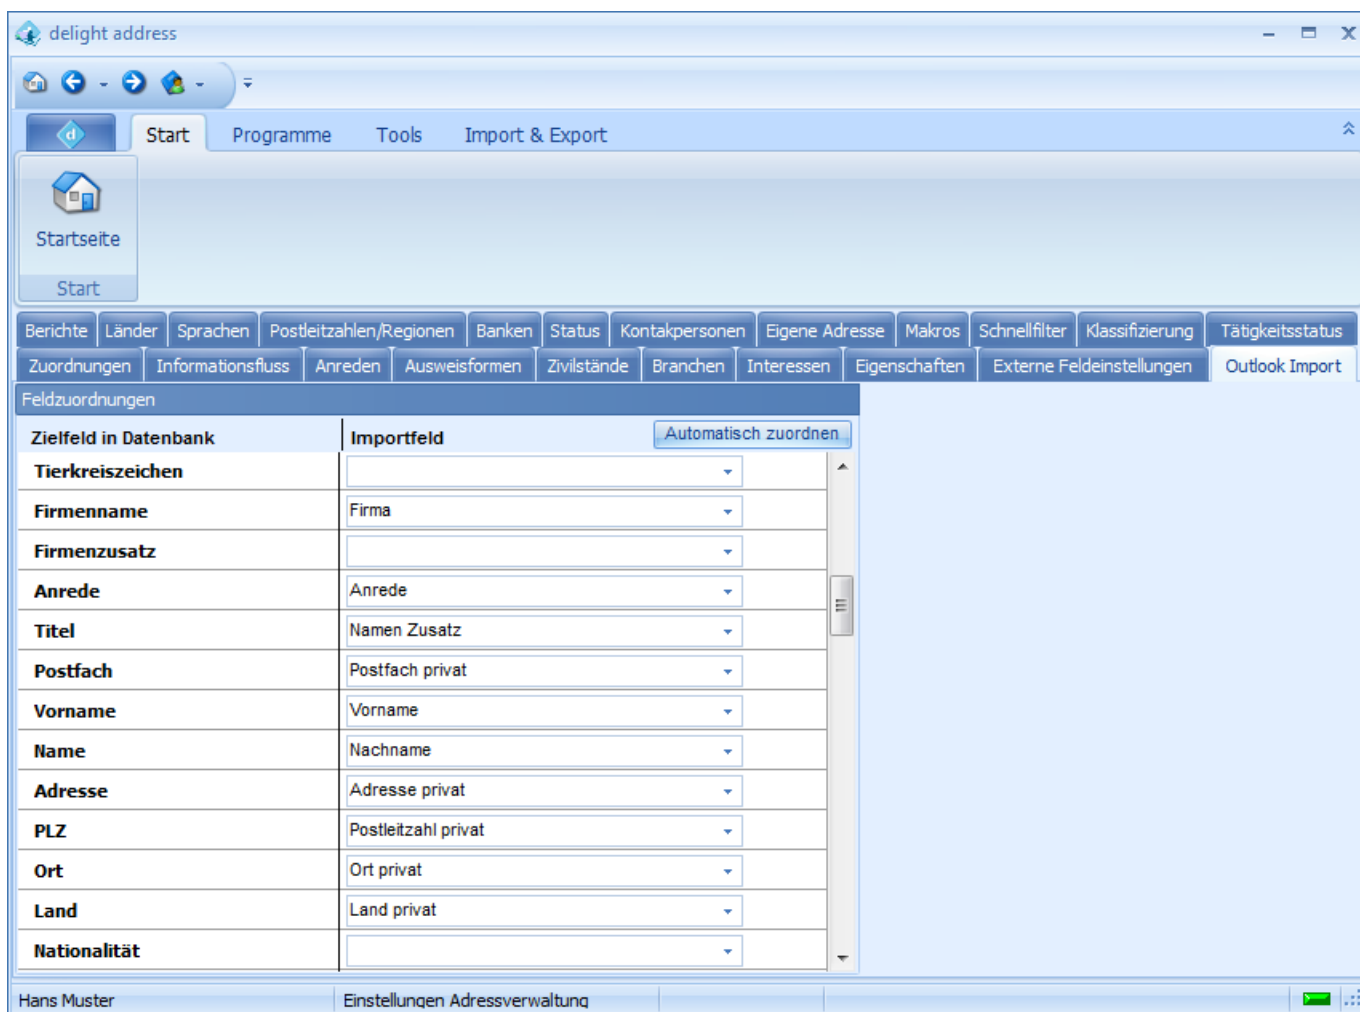 delight address
Start Programme Tools Import & Export
Startseite
Start
Berichte Länder Sprachen Postleitzahlen/Regionen Banken Status Kontakpersonen Eigene Adresse Makros Schnellfilter Klassifizierung Tätigkeitsstatus
Zuordnungen Informationsfluss Anreden Ausweisformen Zivilstände Branchen Interessen Eigenschaften Externe Feldeinstellungen Outlook Import
Feldzuordnungen
Zielfeld in Datenbank Importfeld Automatisch zuordnen
Tierkreiszeichen
Firmenname Firma
Firmenzusatz
Anrede Anrede
Titel Namen Zusatz
Postfach Postfach privat
Vorname Vorname
Name Nachname
Adresse Adresse privat
PLZ Postleitzahl privat
Ort Ort privat
Land Land privat
Nationalität
Hans Muster Einstellungen Adressverwaltung